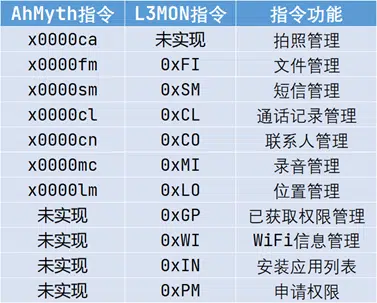 AhMyth指令 L3MON指令 指令功能
x0000ca 未实现 拍照管理
x0000fm 0xFI 文件管理
x0000sm 0xSM 短信管理
x0000cl 0xCL 通话记录管理
x0000cn 0xCO 联系人管理
x0000mc 0xMI 录音管理
x0000lm 0xLO 位置管理
未实现 0xGP 已获取权限管理
未实现 0xWI WiFi信息管理
未实现 0xIN 安装应用列表
未实现 0xPM 申请权限